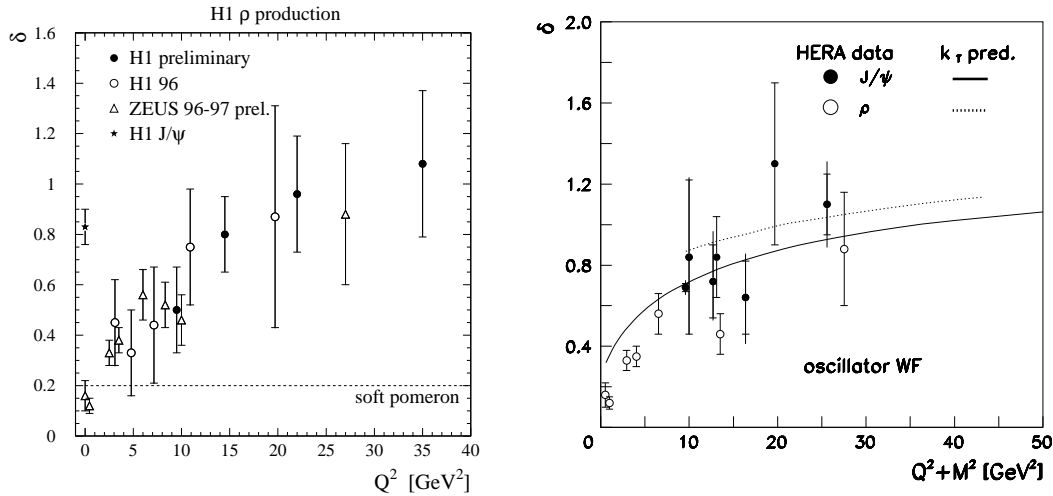 H1 ρ production
δ
1.6
1.4
1.2
1
0.8
0.6
0.4
0.2
0
H1 preliminary
H1 96
ZEUS 96-97 prel.
H1 J/ψ
soft pomeron
0 5 10 15 20 25 30 35 40
Q² [GeV²]
δ
2.0
1.6
1.2
0.8
0.4
HERA data k_T pred.
J/ψ
ρ
oscillator WF
0 10 20 30 40 50
Q²+M² [GeV²]